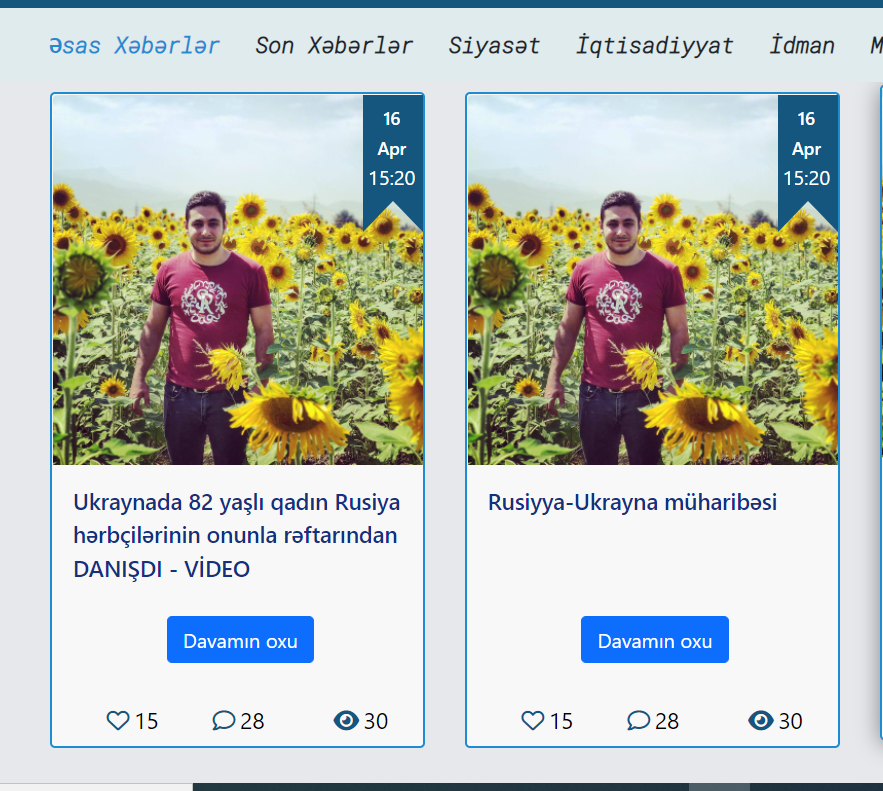 Əsas Xəbərlər Son Xəbərlər Siyasət İqtisadiyyat İdman M
16
Apr
15:20
Ukraynada 82 yaşlı qadın Rusiya
hərbçilərinin onunla rəftarından
DANIŞDI - VİDEO
Davamın oxu
15 28 30
16
Apr
15:20
Rusiyya-Ukrayna müharibəsi
Davamın oxu
15 28 30